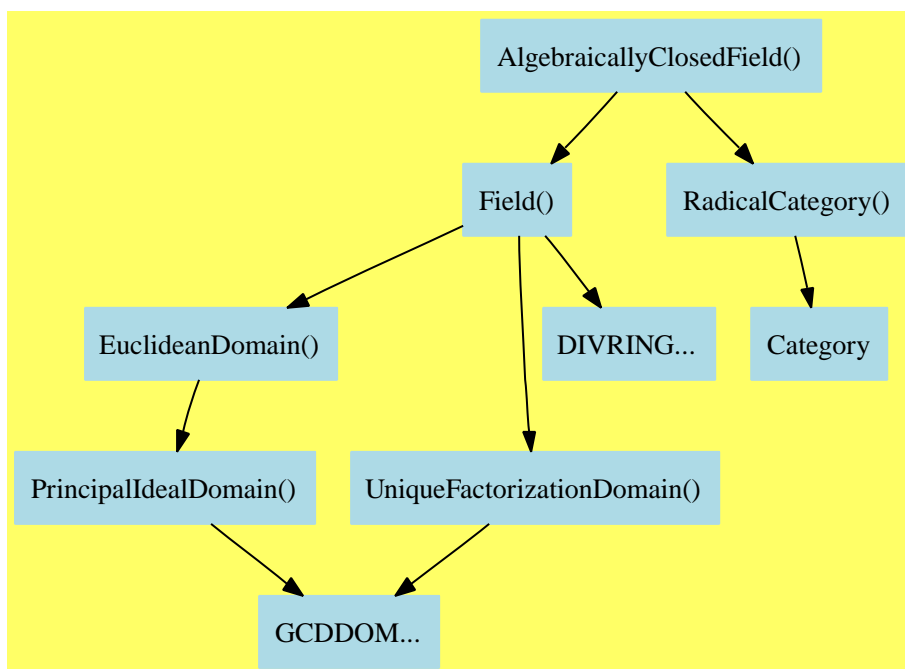 AlgebraicallyClosedField()
Field()
RadicalCategory()
EuclideanDomain()
DIVRING...
Category
PrincipalIdealDomain()
UniqueFactorizationDomain()
GCDDOM...